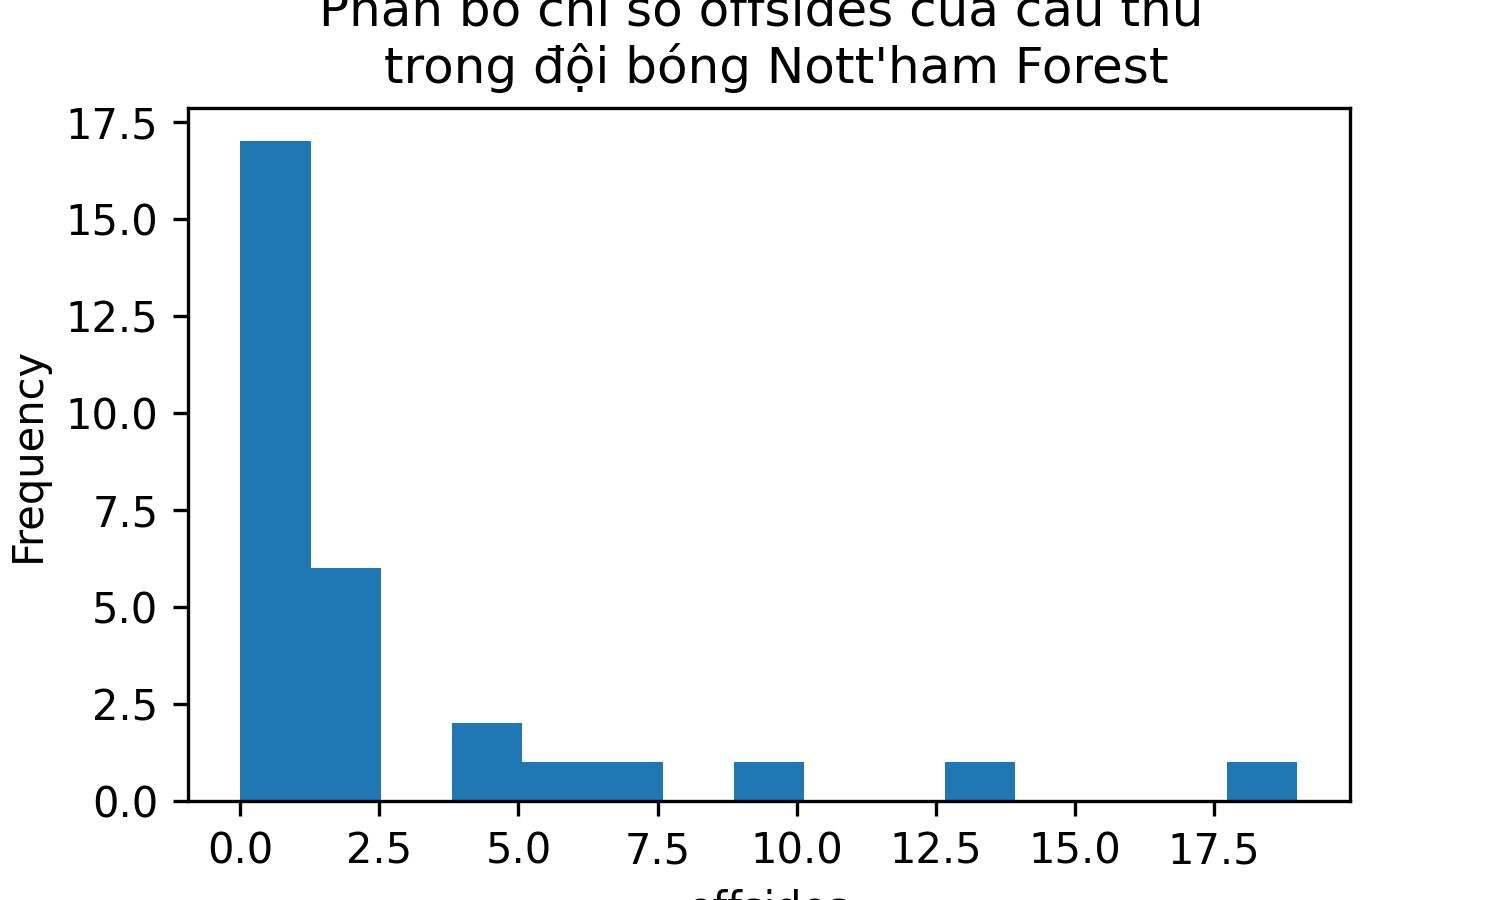 Phân bố chỉ số offsides của cầu thủ
trong đội bóng Nott'ham Forest
17.5
15.0
12.5
10.0
7.5
5.0
2.5
0.0
Frequency
0.0 2.5 5.0 7.5 10.0 12.5 15.0 17.5
offsides